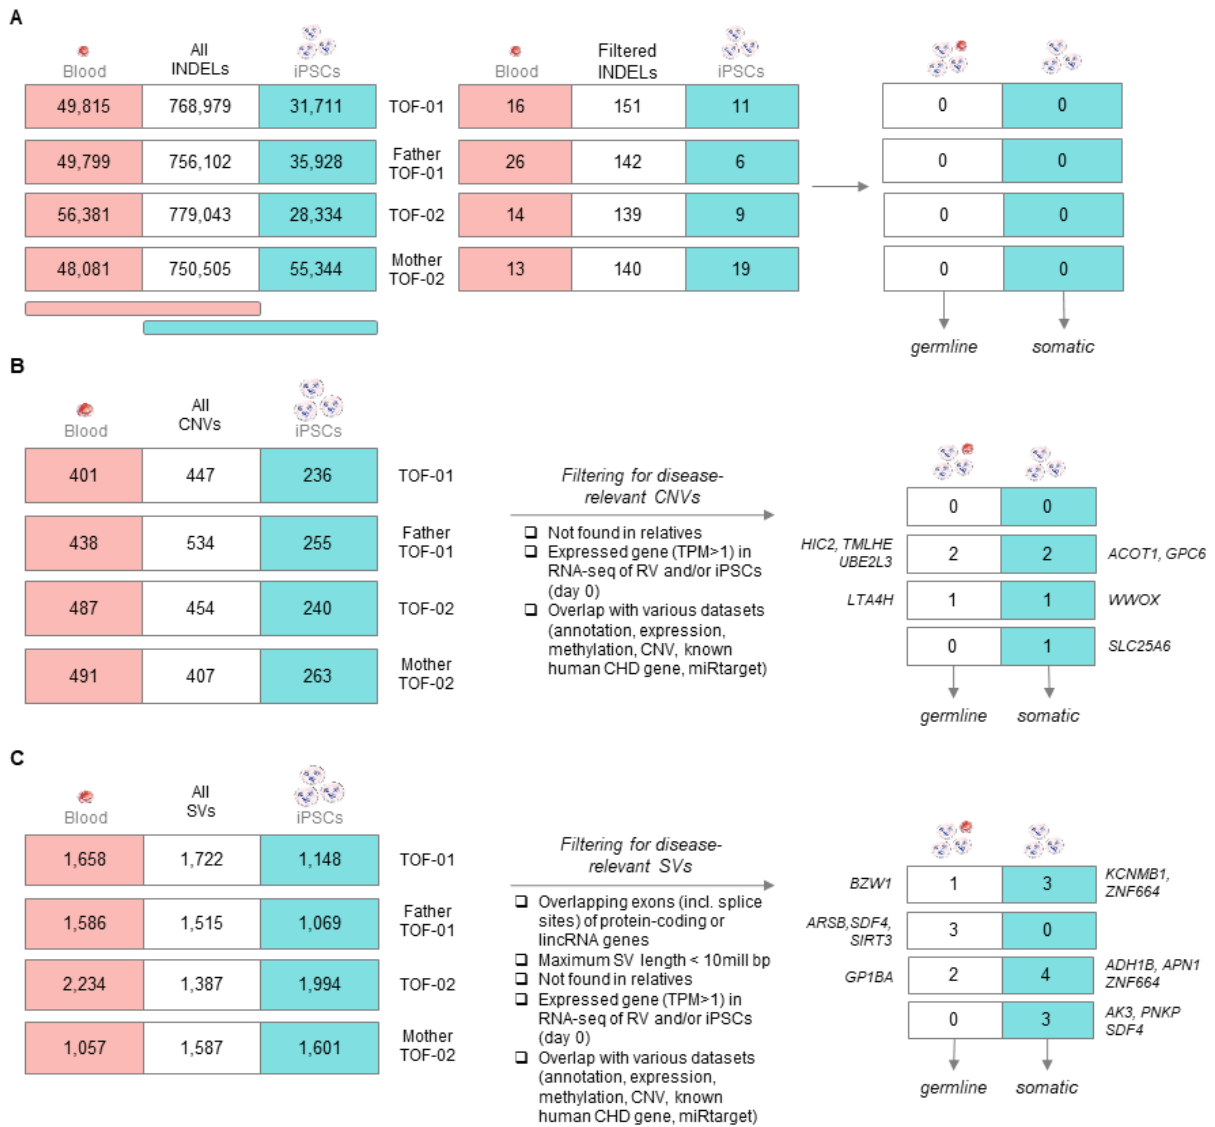 A
Blood
All
INDELs
iPSCs
Blood
Filtered
INDELs
iPSCs
49,815 768,979 31,711 TOF-01 16 151 11 0 0
49,799 756,102 35,928 Father
TOF-01 26 142 6 0 0
56,381 779,043 28,334 TOF-02 14 139 9 0 0
48,081 750,505 55,344 Mother
TOF-02 13 140 19 0 0
germline somatic
B
Blood
All
CNVs
iPSCs
401 447 236 TOF-01
438 534 255 Father
TOF-01
487 454 240 TOF-02
491 407 263 Mother
TOF-02
Filtering for disease-
relevant CNVs
❑ Not found in relatives
❑ Expressed gene (TPM>1) in
RNA-seq of RV and/or iPSCs
(day 0)
❑ Overlap with various datasets
(annotation, expression,
methylation, CNV, known
human CHD gene, miRtarget)
0 0
HIC2, TMLHE
UBE2L3 2 2 ACOT1, GPC6
LTA4H 1 1 WWOX
0 1 SLC25A6
germline somatic
C
Blood
All
SVs
iPSCs
1,658 1,722 1,148 TOF-01
1,586 1,515 1,069 Father
TOF-01
2,234 1,387 1,994 TOF-02
1,057 1,587 1,601 Mother
TOF-02
Filtering for disease-
relevant SVs
❑ Overlapping exons (incl. splice
sites) of protein-coding or
lincRNA genes
❑ Maximum SV length < 10mill bp
❑ Not found in relatives
❑ Expressed gene (TPM>1) in
RNA-seq of RV and/or iPSCs
(day 0)
❑ Overlap with various datasets
(annotation, expression,
methylation, CNV, known
human CHD gene, miRtarget)
BZW1 1 3 KCNMB1,
ZNF664
ARSB,SDF4,
SIRT3 3 0
GP1BA 2 4 ADH1B, APN1
ZNF664
0 3 AK3, PNKP
SDF4
germline somatic